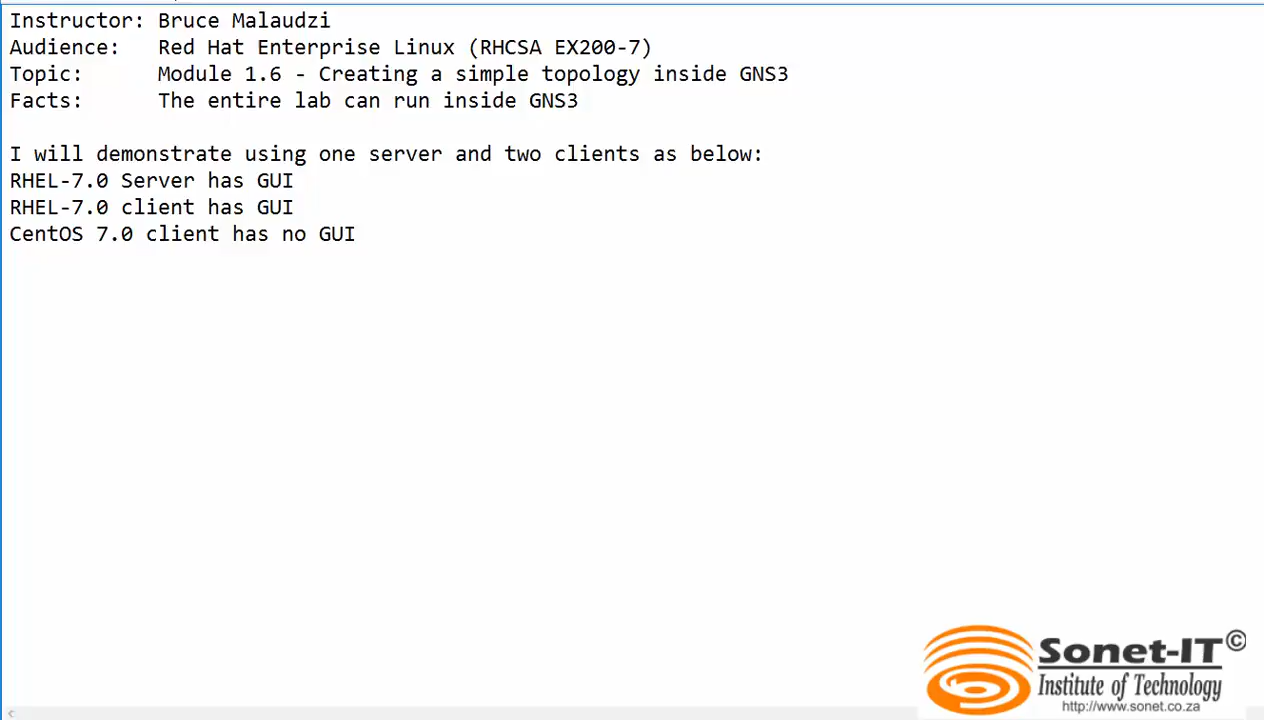 Instructor: Bruce Malaudzi
Audience: Red Hat Enterprise Linux (RHCSA EX200-7)
Topic: Module 1.6 - Creating a simple topology inside GNS3
Facts: The entire lab can run inside GNS3
I will demonstrate using one server and two clients as below:
RHEL-7.0 Server has GUI
RHEL-7.0 client has GUI
CentOS 7.0 client has no GUI
Sonet-IT©
Institute of Technology
http://www.sonet.co.za